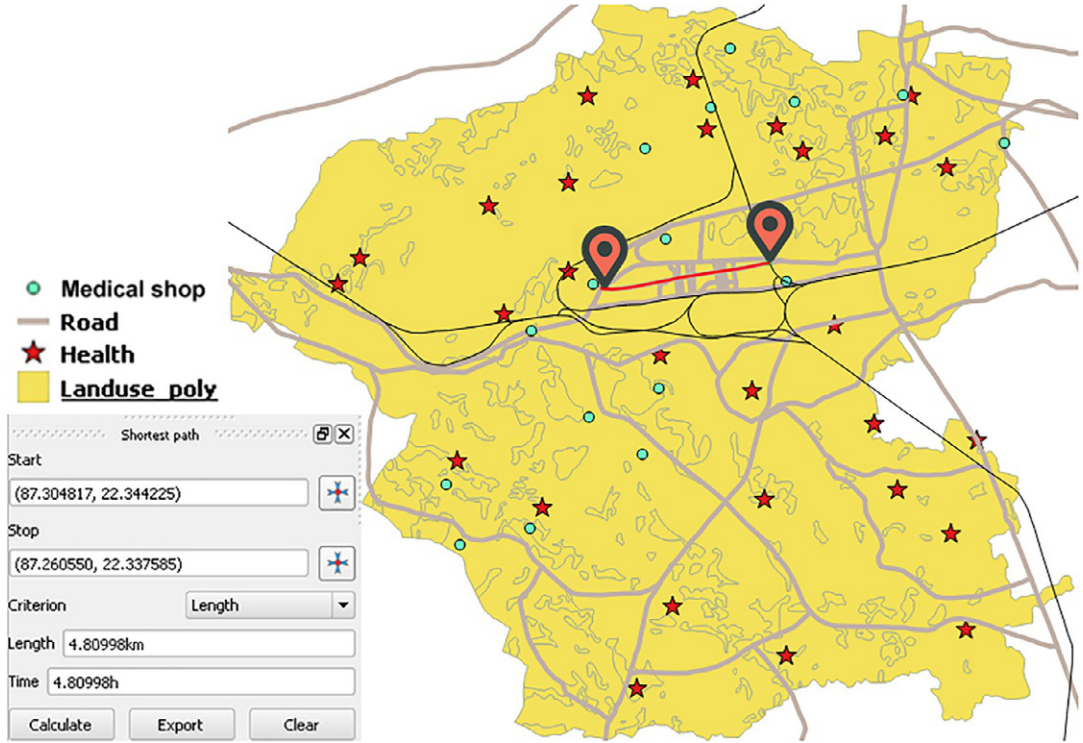 Medical shop
Road
Health
Landuse_poly
Shortest path
Start
(87.304817, 22.344225)
Stop
(87.260550, 22.337585)
Criterion Length
Length 4.80998km
Time 4.80998h
Calculate Export Clear